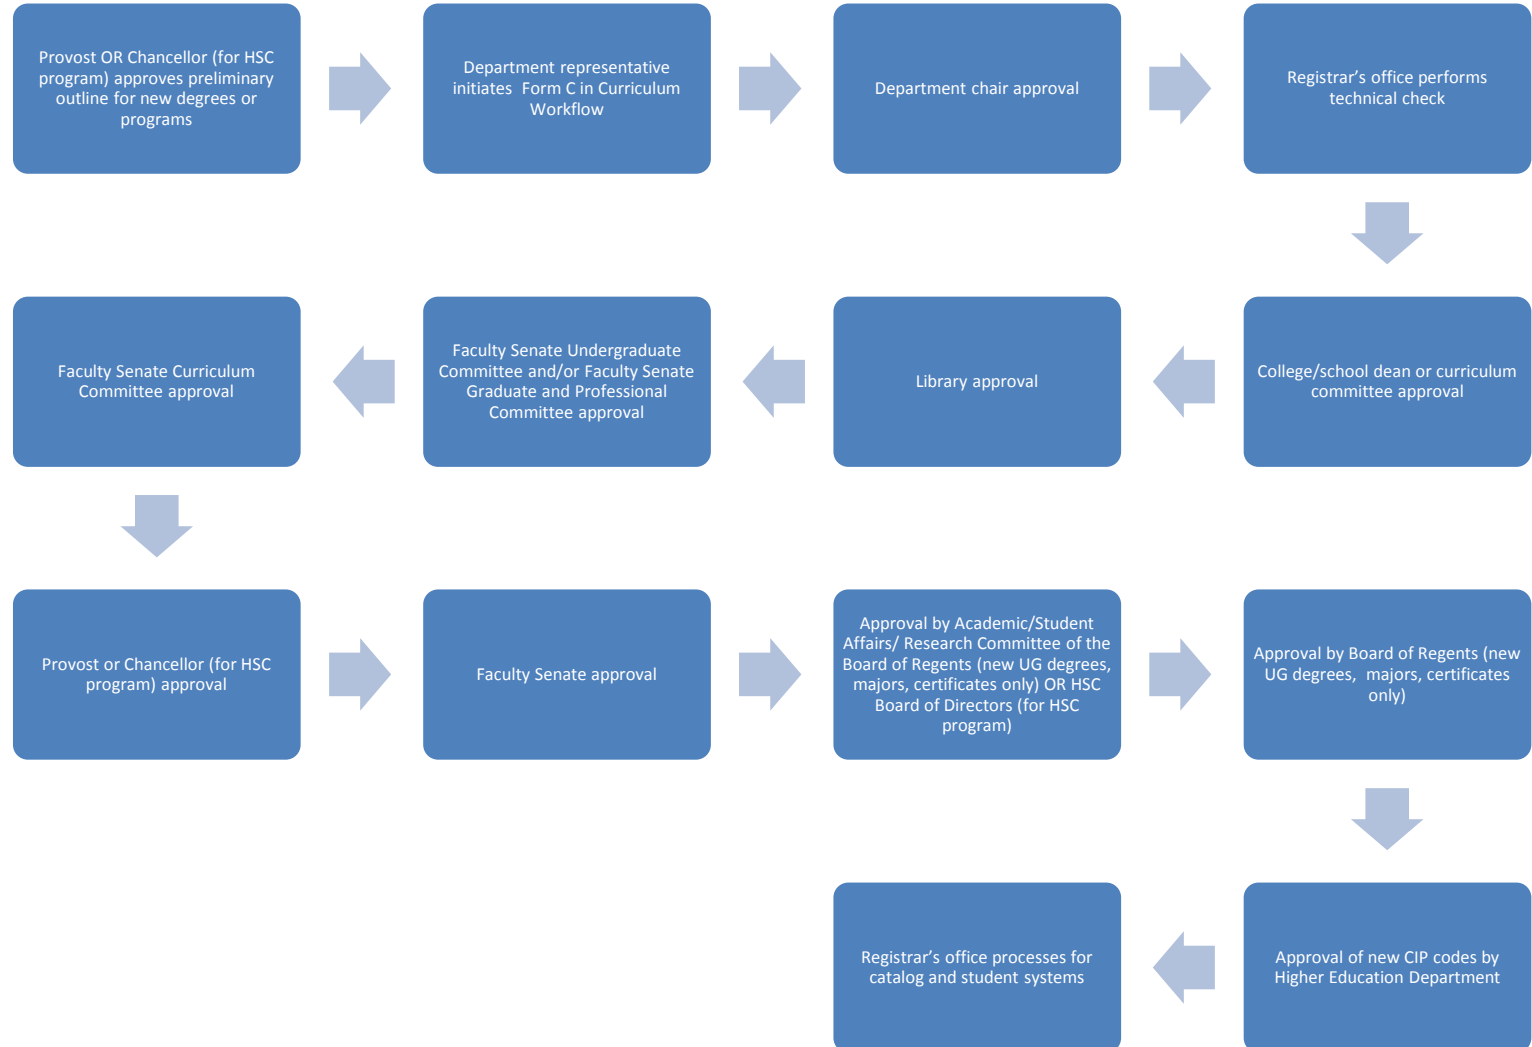 Provost OR Chancellor (for HSC
program) approves preliminary
outline for new degrees or
programs
Department representative
initiates  Form C in Curriculum
Workflow
Department chair approval
Registrar’s office performs
technical check
College/school dean or curriculum
committee approval
Library approval
Faculty Senate Undergraduate
Committee and/or Faculty Senate
Graduate and Professional
Committee approval
Faculty Senate Curriculum
Committee approval
Provost or Chancellor (for HSC
program) approval
Faculty Senate approval
Approval by Academic/Student
Affairs/ Research Committee of the
Board of Regents (new UG degrees,
majors, certificates only) OR HSC
Board of Directors (for HSC
program)
Approval by Board of Regents (new
UG degrees,  majors, certificates
only)
Approval of new CIP codes by
Higher Education Department
Registrar’s office processes for
catalog and student systems